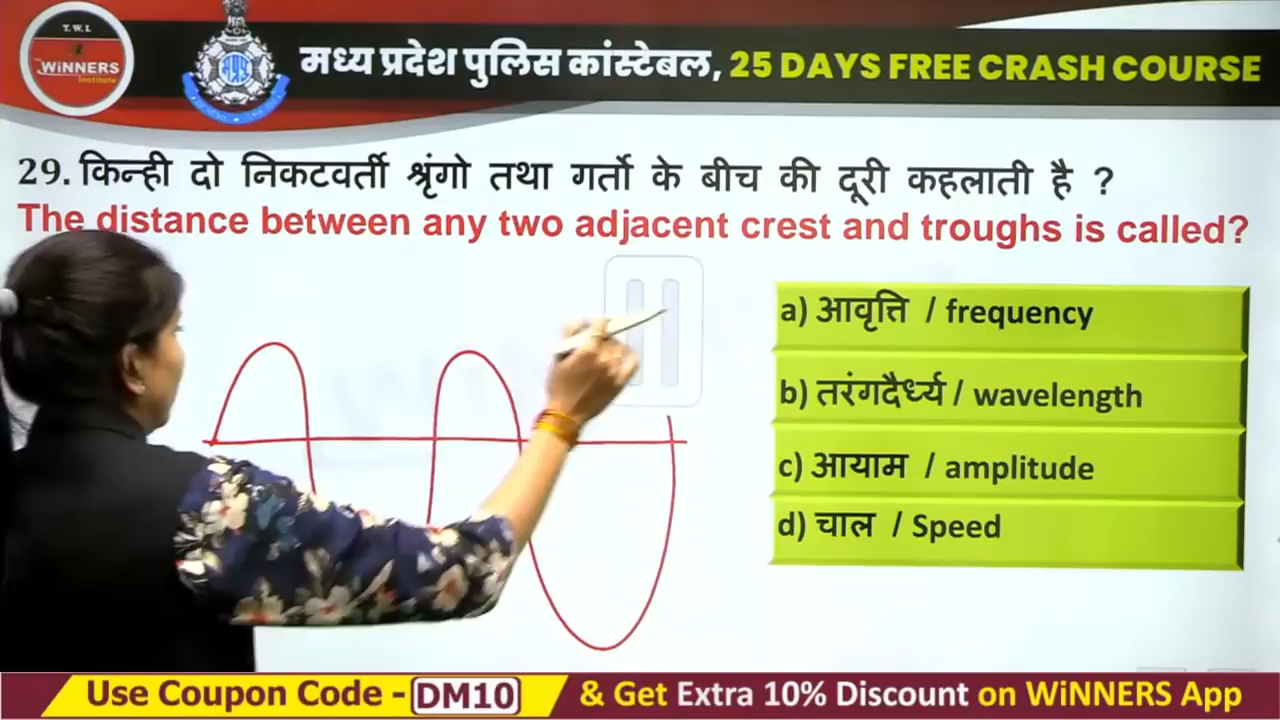 T.W.I.
WiNNERS
institute
मध्य प्रदेश पुलिस कांस्टेबल, 25 DAYS FREE CRASH COURSE
29. किन्ही दो निकटवर्ती श्रृंगो तथा गर्तो के बीच की दूरी कहलाती है ?
The distance between any two adjacent crest and troughs is called?
a) आवृत्ति / frequency
b) तरंगदैर्ध्य / wavelength
c) आयाम / amplitude
d) चाल / Speed
Use Coupon Code - DM10 & Get Extra 10% Discount on WiNNERS App